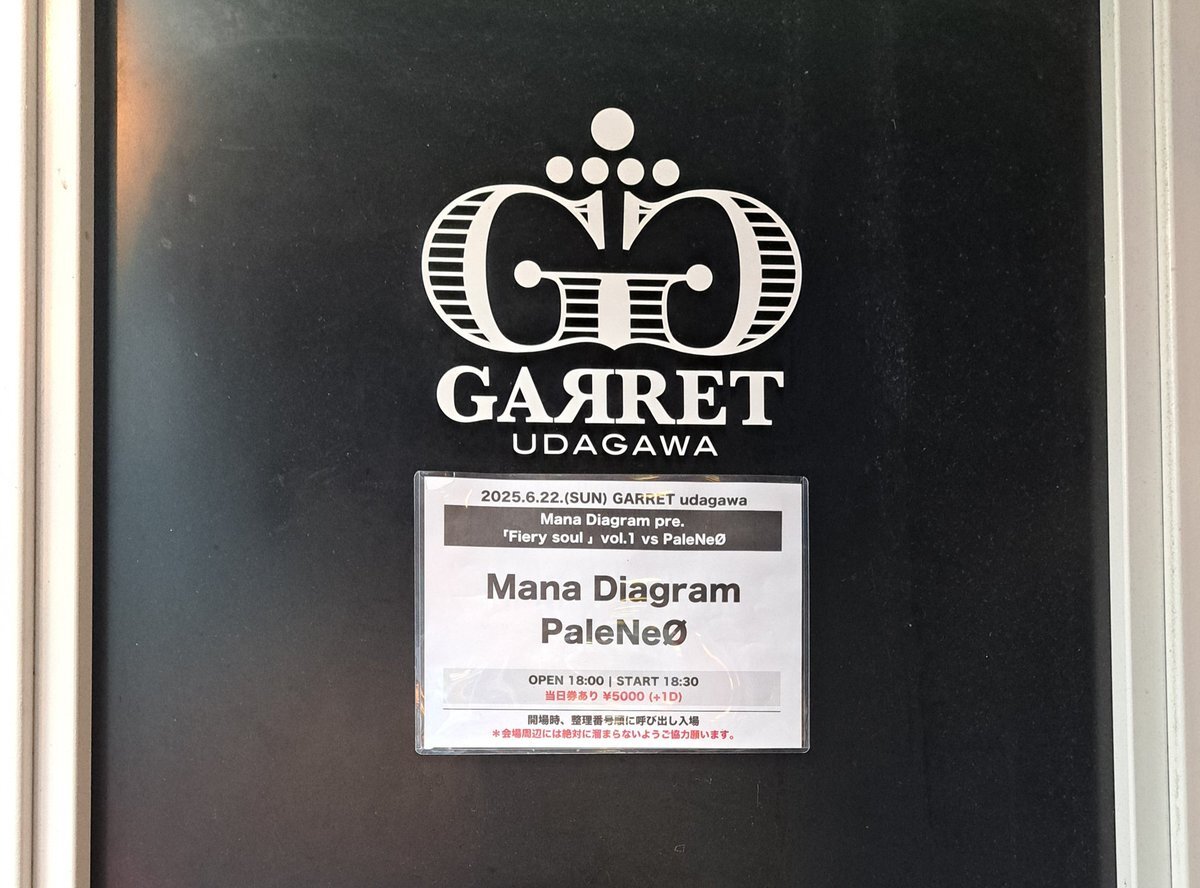 GARRET
UDAGAWA
2025.6.22.(SUN) GARRET udagawa
Mana Diagram pre.
「Fiery soul 」vol.1 vs PaleNeØ
Mana Diagram
PaleNeØ
OPEN 18:00 | START 18:30
当日券あり ¥5000 (+1D)
開場時、整理番号順に呼び出し入場
＊会場周辺には絶対に溜まらないようご協力願います。